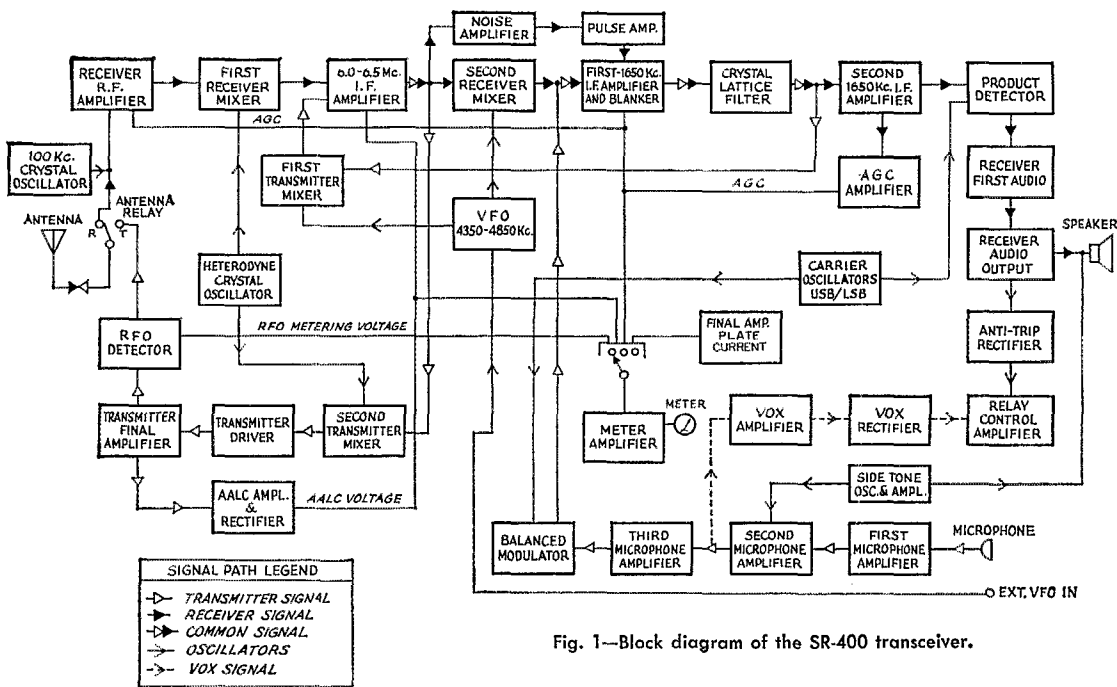 NOISE
AMPLIFIER
PULSE AMP.
RECEIVER
R.F.
AMPLIFIER
FIRST
RECEIVER
MIXER
6.0-6.5Mc.
I.F.
AMPLIFIER
SECOND
RECEIVER
MIXER
FIRST-1650 Kc.
I.F. AMPLIFIER
AND BLANKER
CRYSTAL
LATTICE
FILTER
SECOND
1650Kc. I.F.
AMPLIFIER
PRODUCT
DETECTOR
AGC
100 Kc.
CRYSTAL
OSCILLATOR
FIRST
TRANSMITTER
MIXER
AGC
AGC
AMPLIFIER
RECEIVER
FIRST AUDIO
ANTENNA
ANTENNA
RELAY
R
T
VFO
4350-4850Kc.
SPEAKER
RECEIVER
AUDIO
OUTPUT
HETERODYNE
CRYSTAL
OSCILLATOR
CARRIER
OSCILLATORS
USB/LSB
RFO
DETECTOR
RFO METERING VOLTAGE
FINAL AMP.
PLATE
CURRENT
ANTI-TRIP
RECTIFIER
TRANSMITTER
FINAL
AMPLIFIER
TRANSMITTER
DRIVER
SECOND
TRANSMITTER
MIXER
METER
AMPLIFIER
METER
VOX
AMPLIFIER
VOX
RECTIFIER
RELAY
CONTROL
AMPLIFIER
AALC AMPL.
&
RECTIFIER
AALC VOLTAGE
SIDE TONE
OSC.& AMPL.
BALANCED
MODULATOR
THIRD
MICROPHONE
AMPLIFIER
SECOND
MICROPHONE
AMPLIFIER
FIRST
MICROPHONE
AMPLIFIER
MICROPHONE
EXT. VFO IN
SIGNAL PATH LEGEND
TRANSMITTER SIGNAL
RECEIVER SIGNAL
COMMON SIGNAL
OSCILLATORS
VOX SIGNAL
Fig. 1—Block diagram of the SR-400 transceiver.